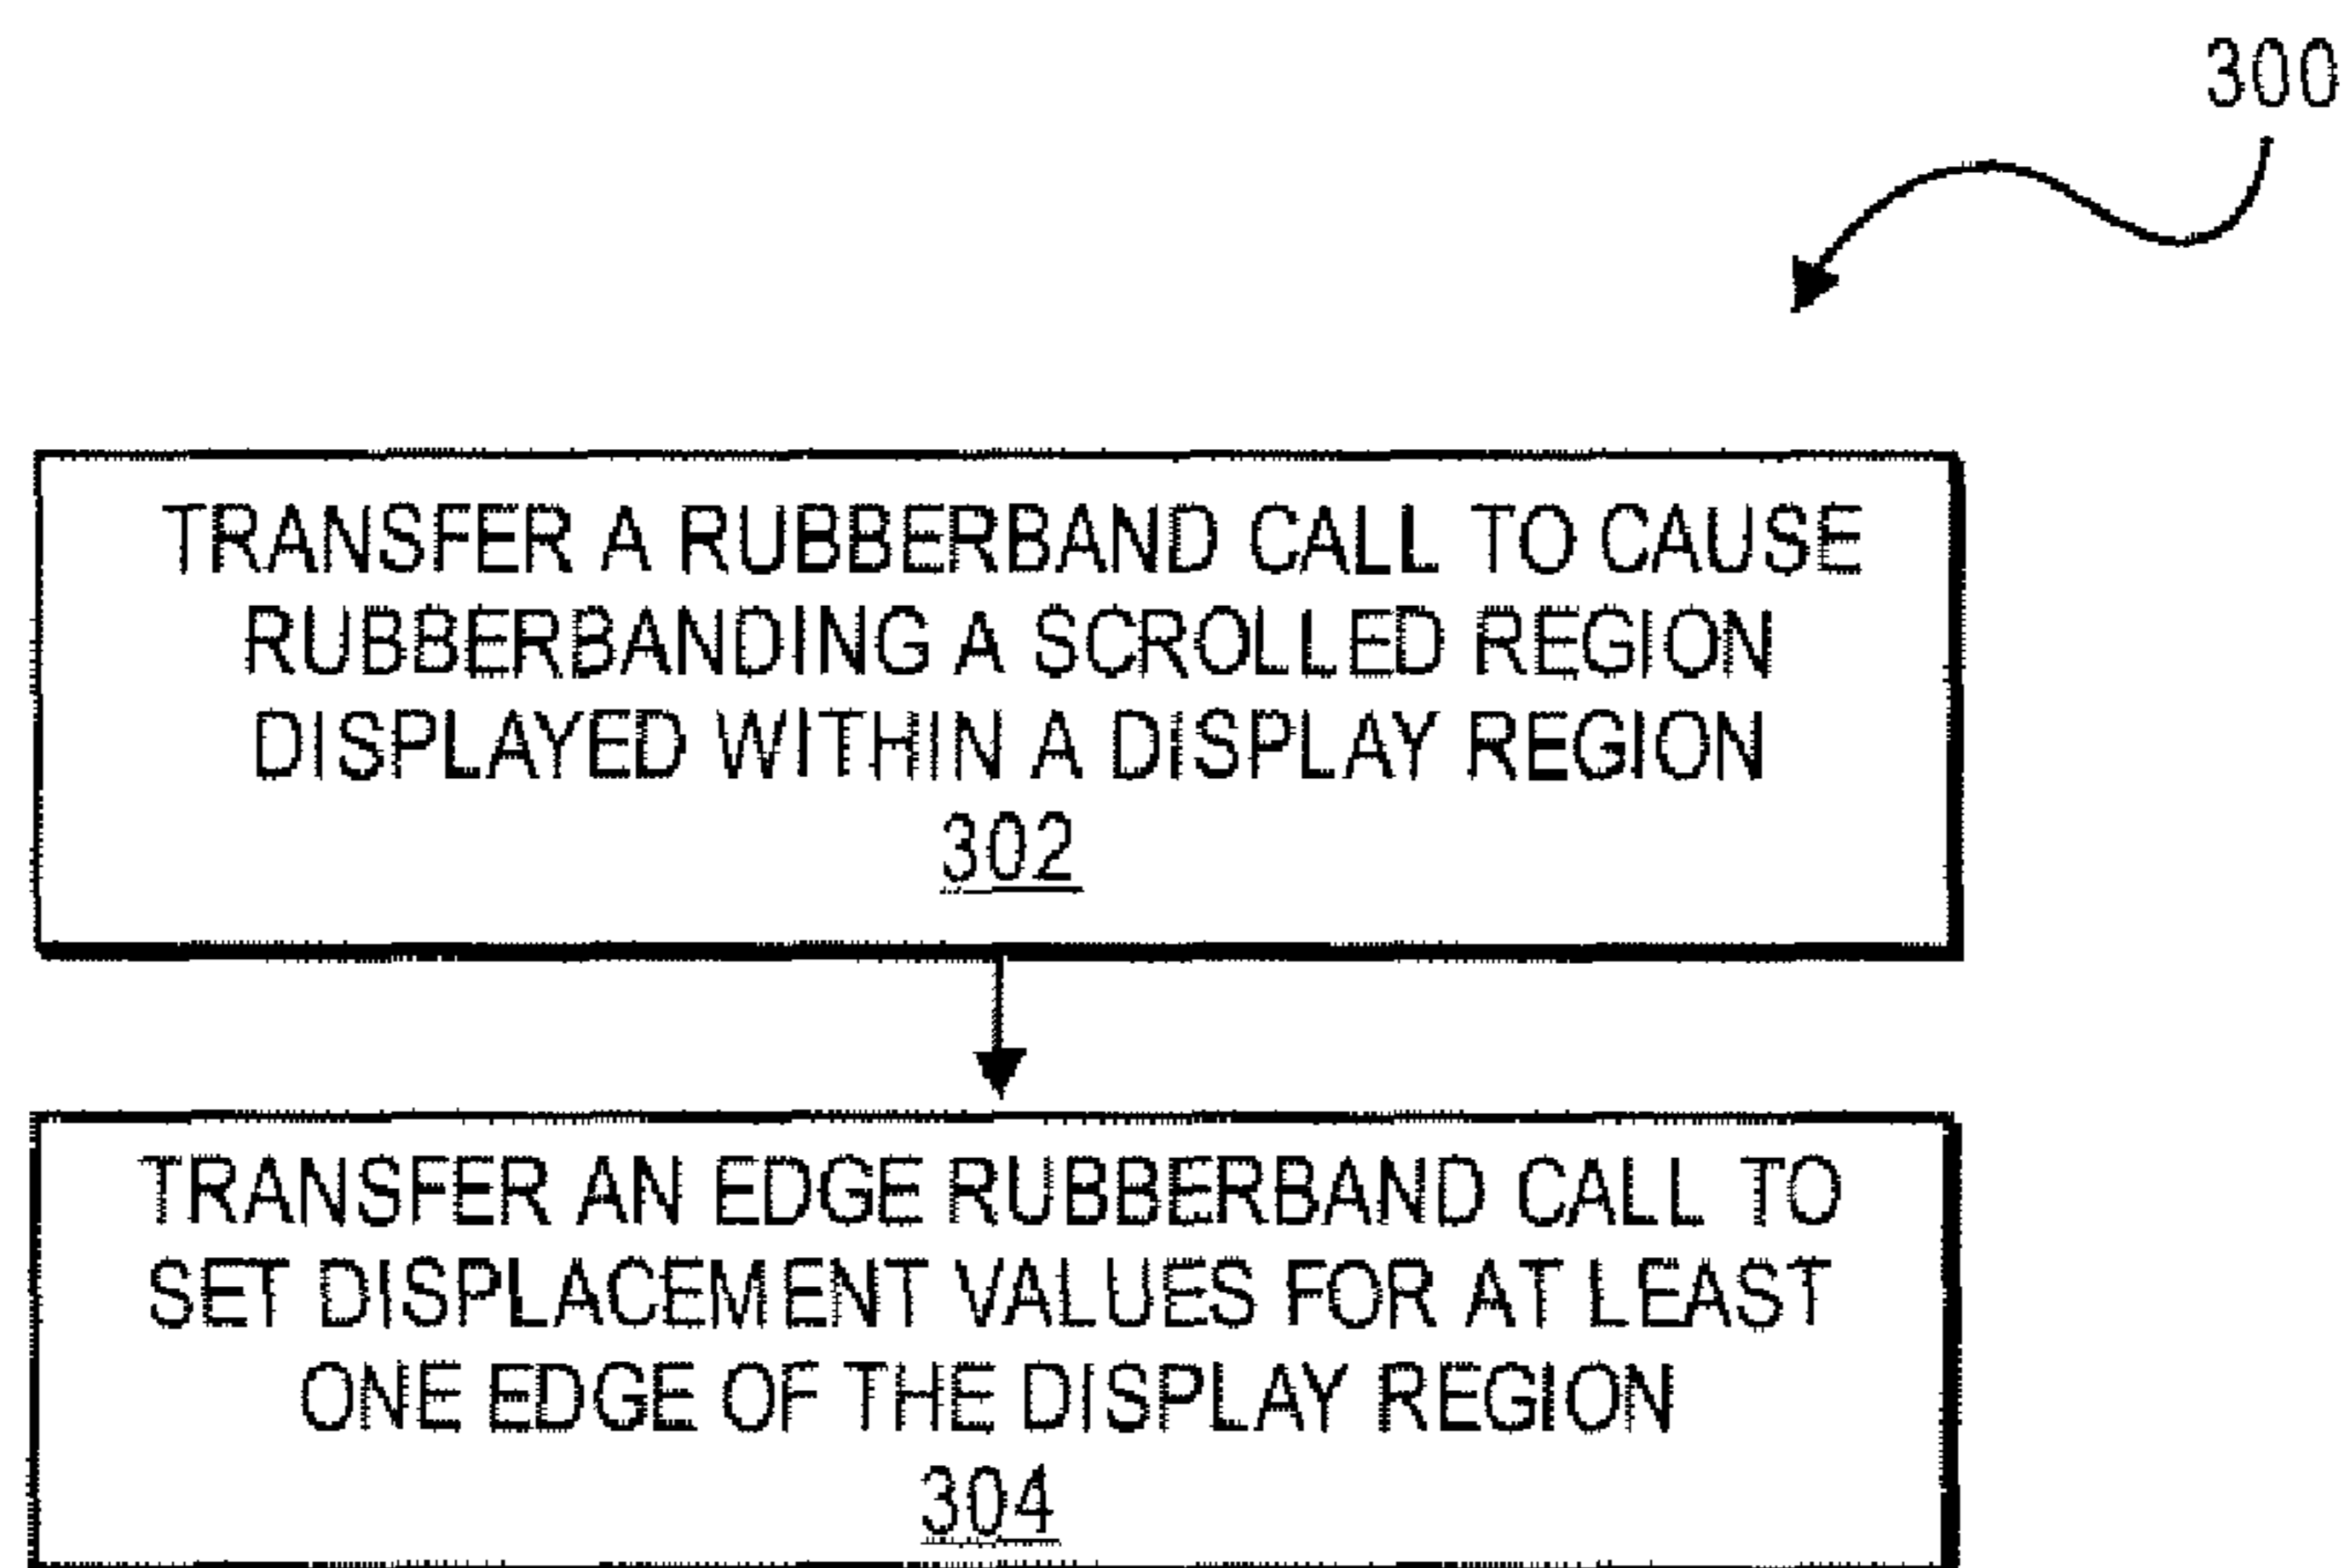 300
TRANSFER A RUBBERBAND CALL TO CAUSE
RUBBERBANDING A SCROLLED REGION
DISPLAYED WITHIN A DISPLAY REGION
302
TRANSFER AN EDGE RUBBERBAND CALL TO
SET DISPLACEMENT VALUES FOR AT LEAST
ONE EDGE OF THE DISPLAY REGION
304